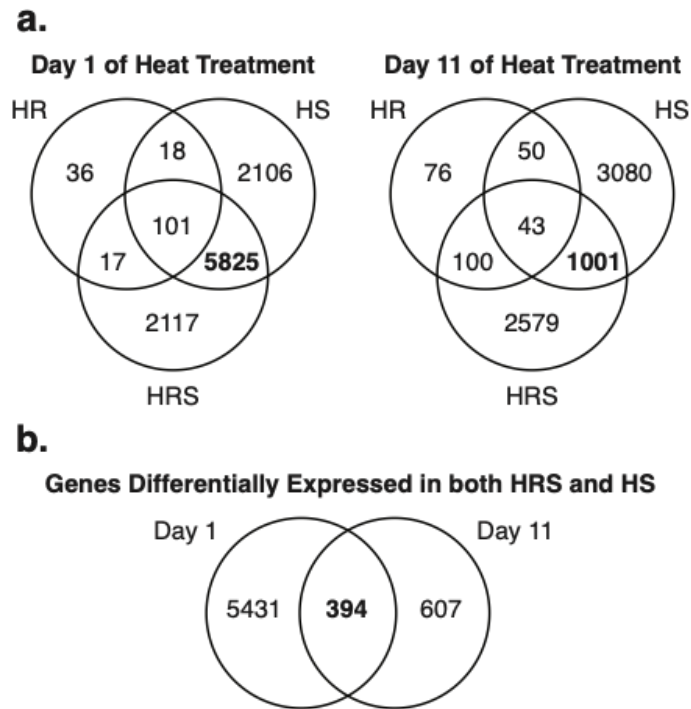 a.
Day 1 of Heat Treatment
HR
HS
36
18
2106
101
17
5825
2117
HRS
Day 11 of Heat Treatment
HR
HS
76
50
3080
43
100
1001
2579
HRS
b.
Genes Differentially Expressed in both HRS and HS
Day 1
Day 11
5431
394
607